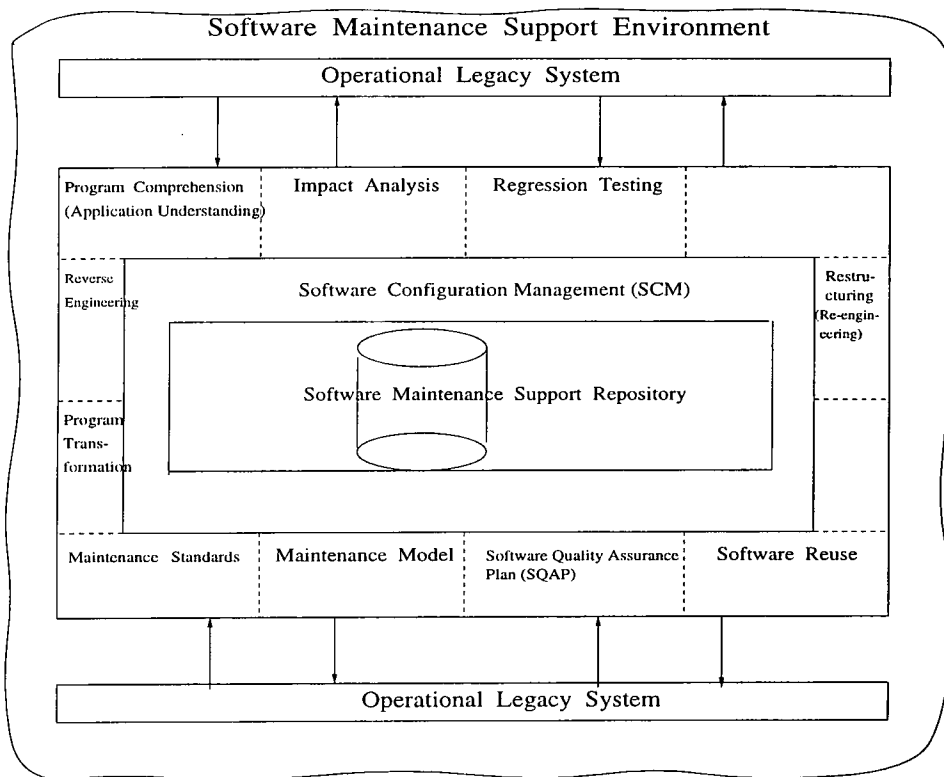 Software Maintenance Support Environment
Operational Legacy System
Program Comprehension
(Application Understanding)
Impact Analysis
Regression Testing
Reverse
Engineering
Software Configuration Management (SCM)
Restru-
cturing
(Re-engin-
eering)
Software Maintenance Support Repository
Program
Trans-
formation
Maintenance Standards
Maintenance Model
Software Quality Assurance
Plan (SQAP)
Software Reuse
Operational Legacy System